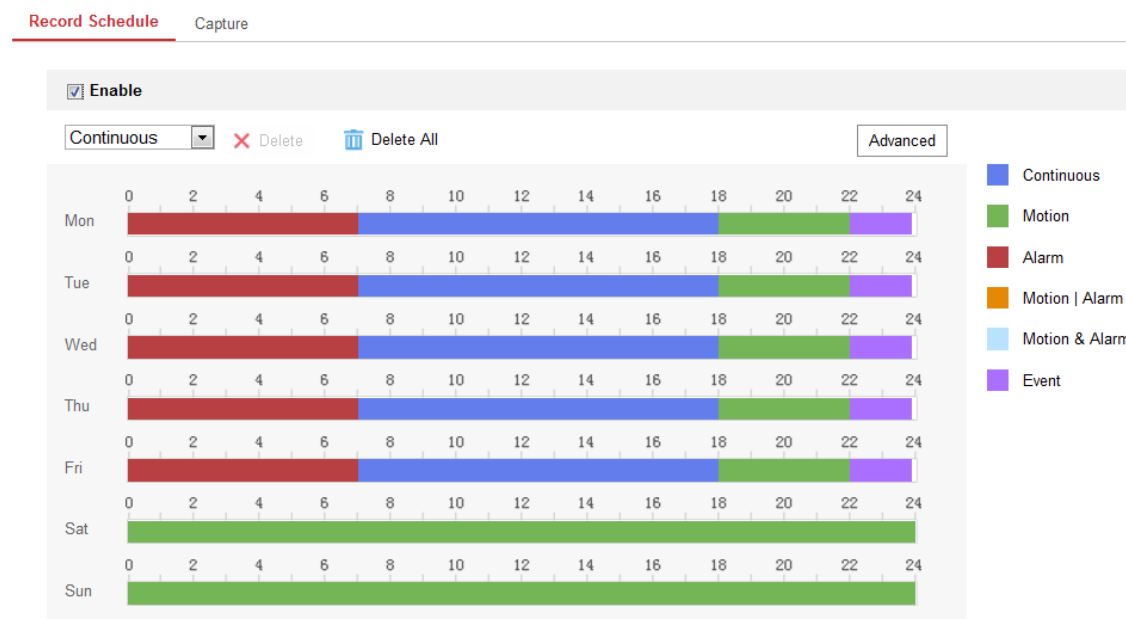 Record Schedule Capture
Enable
Continuous Delete Delete All Advanced
0 2 4 6 8 10 12 14 16 18 20 22 24 Continuous
Mon Motion
0 2 4 6 8 10 12 14 16 18 20 22 24 Alarm
Tue
0 2 4 6 8 10 12 14 16 18 20 22 24 Motion | Alarm
Wed Motion & Alarm
0 2 4 6 8 10 12 14 16 18 20 22 24 Event
Thu
0 2 4 6 8 10 12 14 16 18 20 22 24
Fri
0 2 4 6 8 10 12 14 16 18 20 22 24
Sat
0 2 4 6 8 10 12 14 16 18 20 22 24
Sun